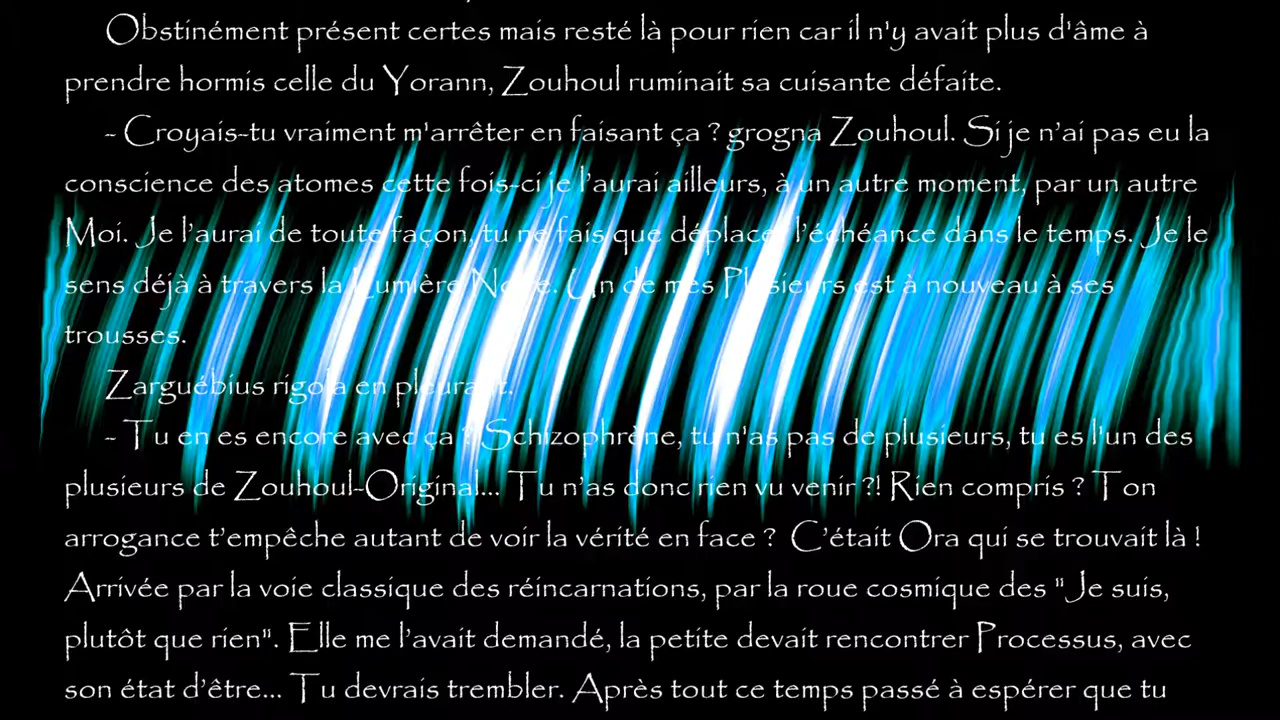 Obstinément présent certes mais resté là pour rien car il n'y avait plus d'âme à
prendre hormis celle du Yorann, Zouhoul ruminait sa cuisante défaite.
- Croyais-tu vraiment m'arrêter en faisant ça ? grogna Zouhoul. Si je n’ai pas eu la
conscience des atomes cette fois-ci je l’aurai ailleurs, à un autre moment, par un autre
Moi. Je l’aurai de toute façon, tu ne fais que déplacer l’échéance dans le temps. Je le
sens déjà à travers la Lumière Noire. Un de mes Plusieurs est à nouveau à ses
trousses.
Zarguébius rigola en pleurant.
- Tu en es encore avec ça ? Schizophrène, tu n'as pas de plusieurs, tu es l’un des
plusieurs de Zouhoul-Original... Tu n’as donc rien vu venir ?! Rien compris ? Ton
arrogance t’empêche autant de voir la vérité en face ? C’était Ora qui se trouvait là !
Arrivée par la voie classique des réincarnations, par la roue cosmique des "Je suis,
plutôt que rien". Elle me l’avait demandé, la petite devait rencontrer Processus, avec
son état d’être... Tu devrais trembler. Après tout ce temps passé à espérer que tu